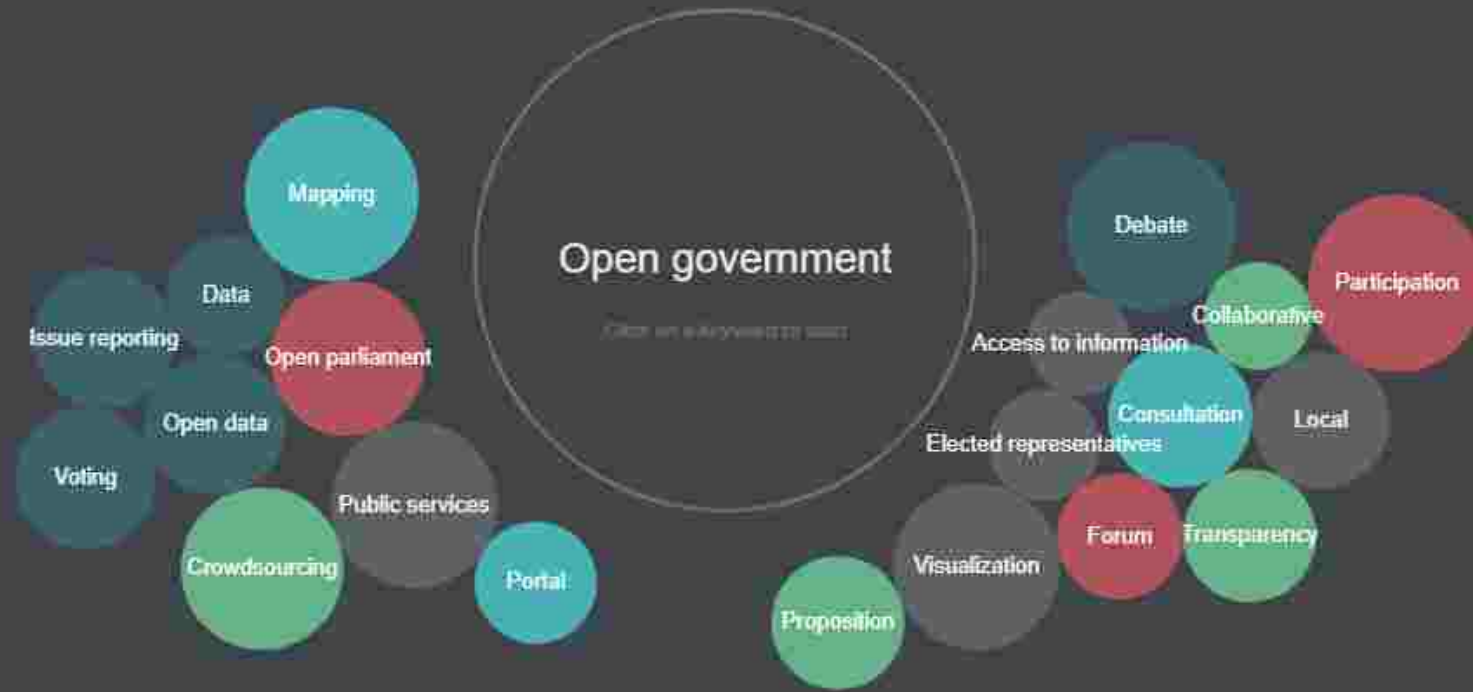 Open government
Mapping
Data
Issue reporting
Open parliament
Open data
Voting
Public services
Crowdsourcing
Portal
Debate
Participation
Collaborative
Access to information
Consultation
Local
Elected representatives
Forum
Transparency
Visualization
Proposition